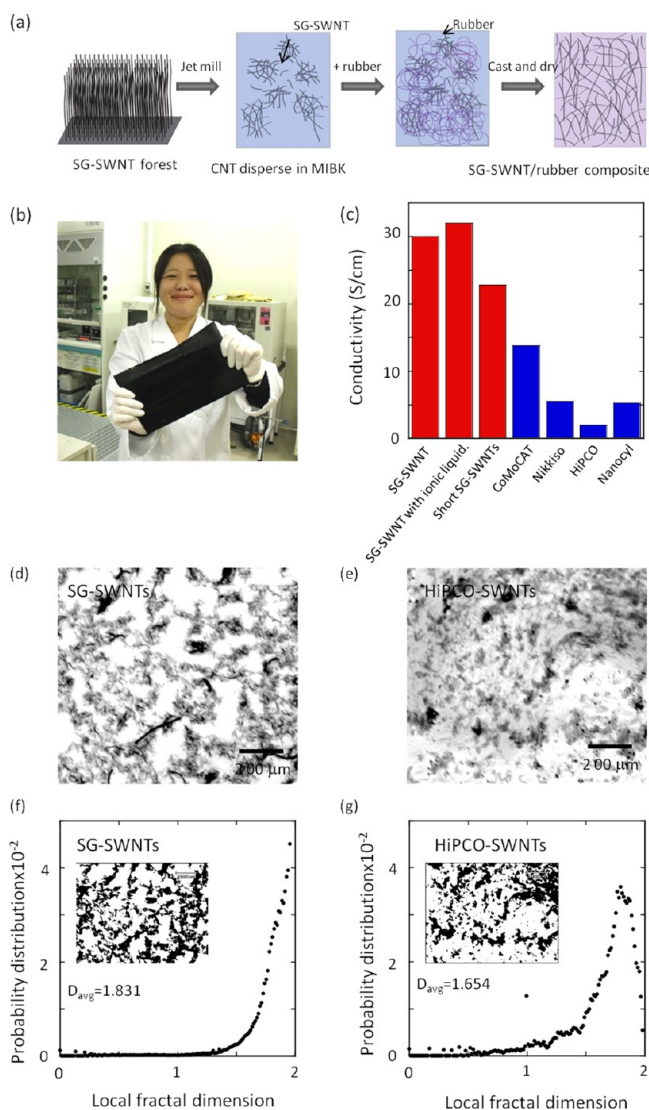 (a)
SG-SWNT
Rubber
Jet mill
+ rubber
Cast and dry
SG-SWNT forest
CNT disperse in MIBK
SG-SWNT/rubber composite
(b)
(c)
Conductivity (S/cm)
30
20
10
0
SG-SWNT
SG-SWNT with ionic liquid.
Short SG-SWNTs
CoMoCAT
Nikkiso
HiPCO
Nanocyl
(d)
SG-SWNTs
200 μm
(e)
HiPCO-SWNTs
200 μm
(f)
SG-SWNTs
Probability distributionx10⁻²
4
2
0
D_avg=1.831
0
1
2
Local fractal dimension
(g)
HiPCO-SWNTs
Probability distributionx10⁻²
4
2
0
D_avg=1.654
0
1
2
Local fractal dimension